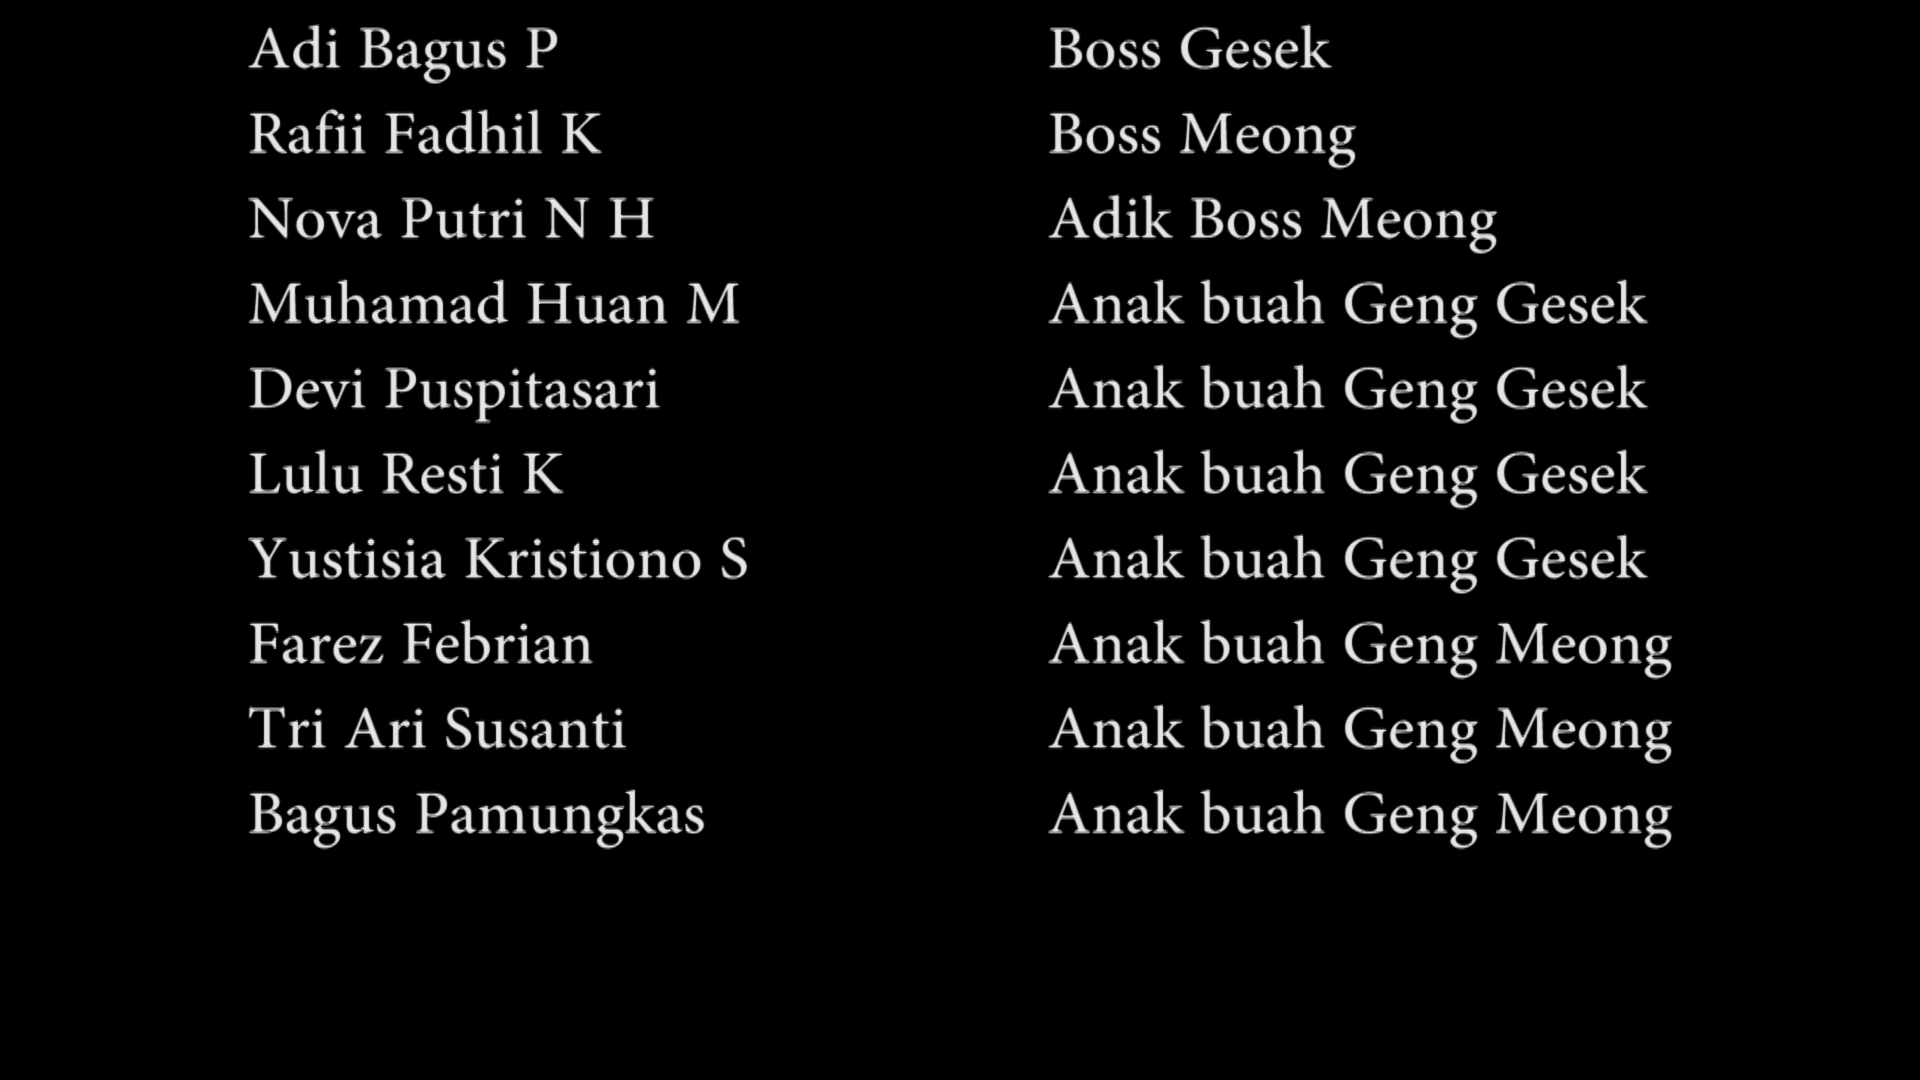 Adi Bagus P Boss Gesek
Rafii Fadhil K Boss Meong
Nova Putri N H Adik Boss Meong
Muhamad Huan M Anak buah Geng Gesek
Devi Puspitasari Anak buah Geng Gesek
Lulu Resti K Anak buah Geng Gesek
Yustisia Kristiono S Anak buah Geng Gesek
Farez Febrian Anak buah Geng Meong
Tri Ari Susanti Anak buah Geng Meong
Bagus Pamungkas Anak buah Geng Meong